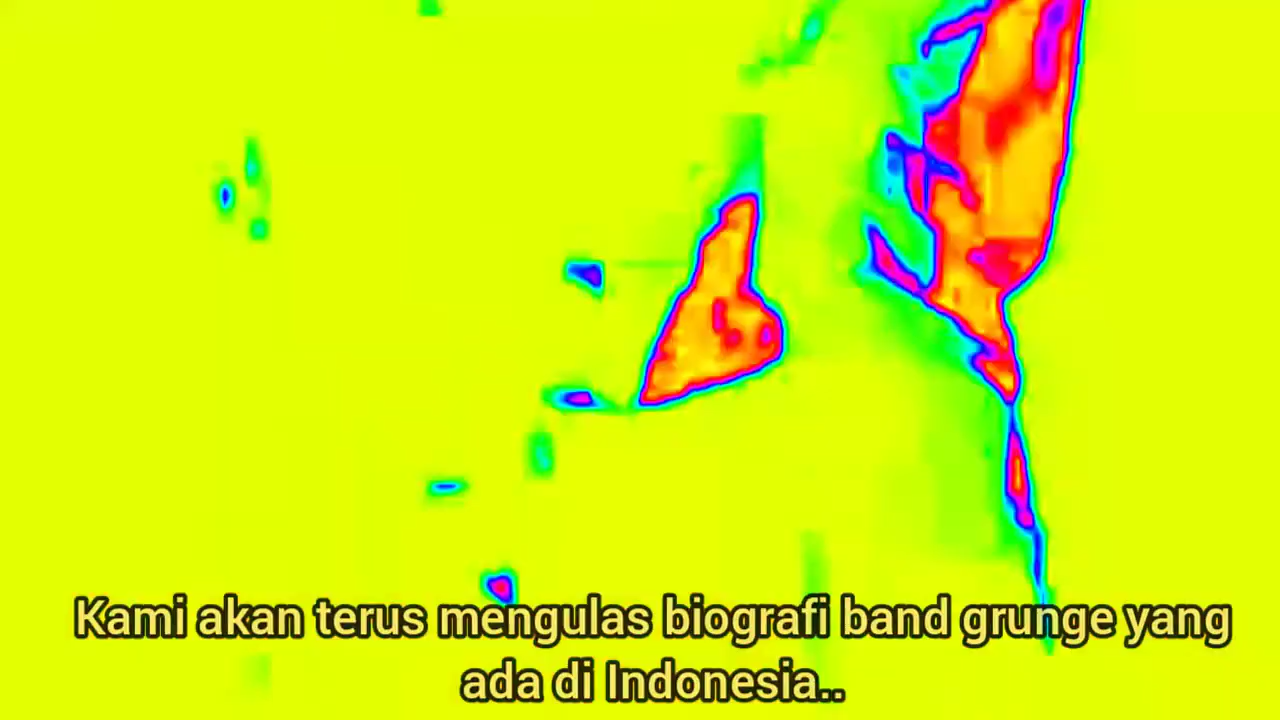 Kami akan terus mengulas biografi band grunge yang
ada di Indonesia..